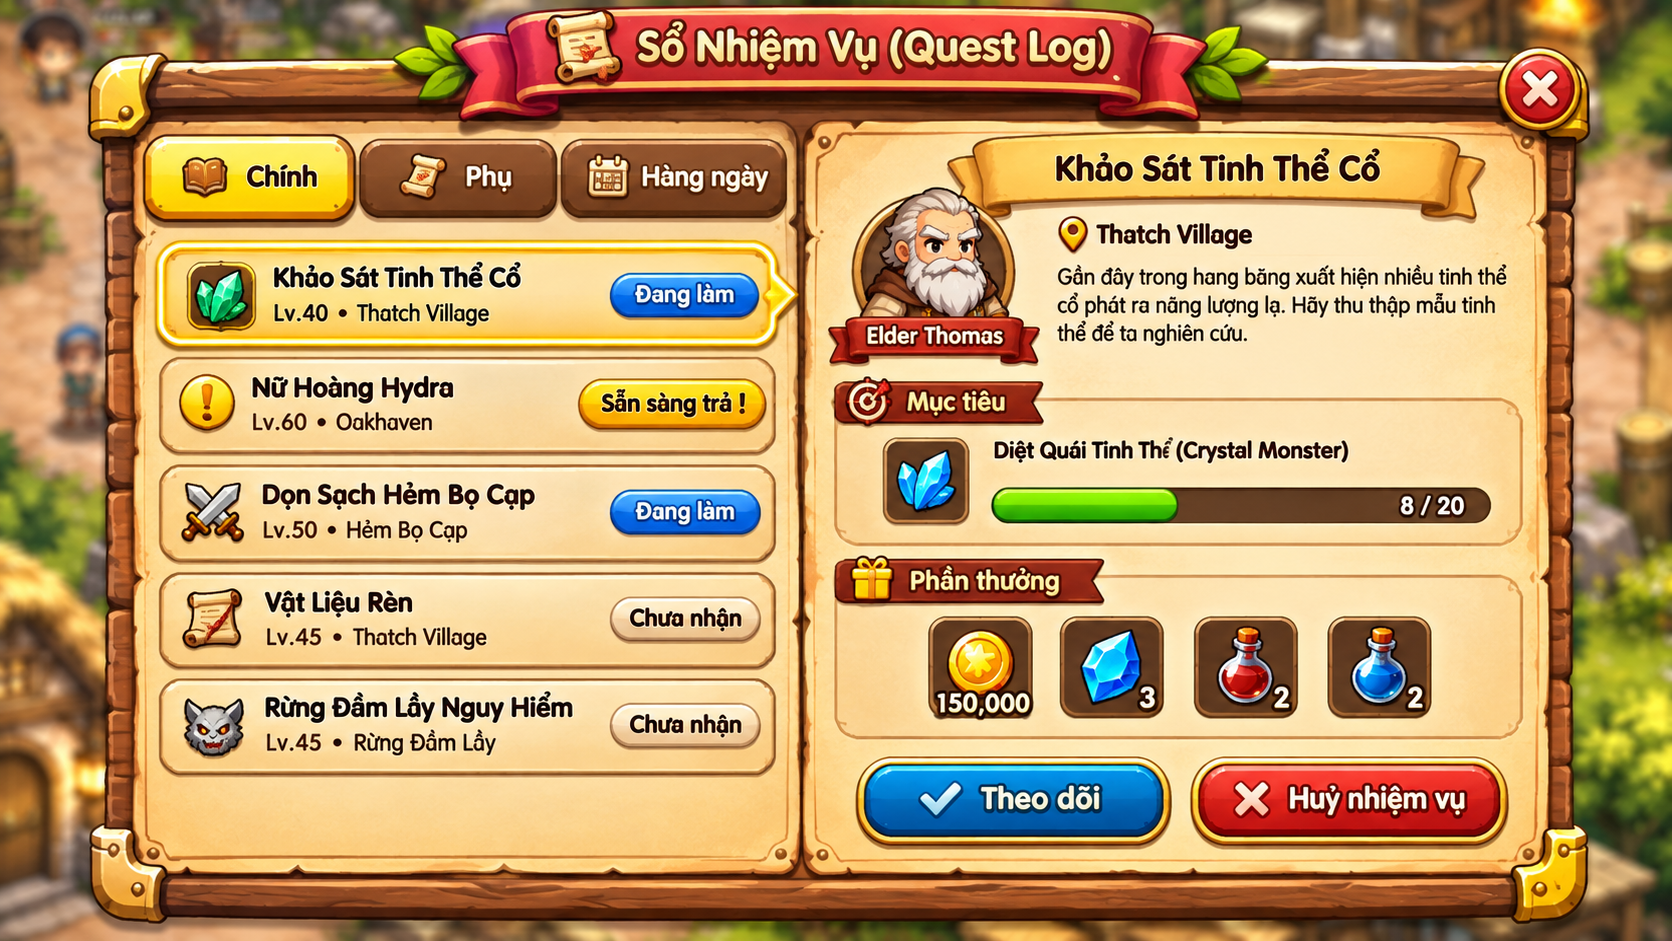 Sổ Nhiệm Vụ (Quest Log)
Chính
Phụ
Hàng ngày
Khảo Sát Tinh Thể Cổ
Lv.40 • Thatch Village
Đang làm
Nữ Hoàng Hydra
Lv.60 • Oakhaven
Sẵn sàng trả !
Dọn Sạch Hẻm Bọ Cạp
Lv.50 • Hẻm Bọ Cạp
Đang làm
Vật Liệu Rèn
Lv.45 • Thatch Village
Chưa nhận
Rừng Đầm Lầy Nguy Hiểm
Lv.45 • Rừng Đầm Lầy
Chưa nhận
Khảo Sát Tinh Thể Cổ
Elder Thomas
Thatch Village
Gần đây trong hang băng xuất hiện nhiều tinh thể
cổ phát ra năng lượng lạ. Hãy thu thập mẫu tinh
thể để ta nghiên cứu.
Mục tiêu
Diệt Quái Tinh Thể (Crystal Monster)
8 / 20
Phần thưởng
150,000
3
2
2
Theo dõi
Huỷ nhiệm vụ